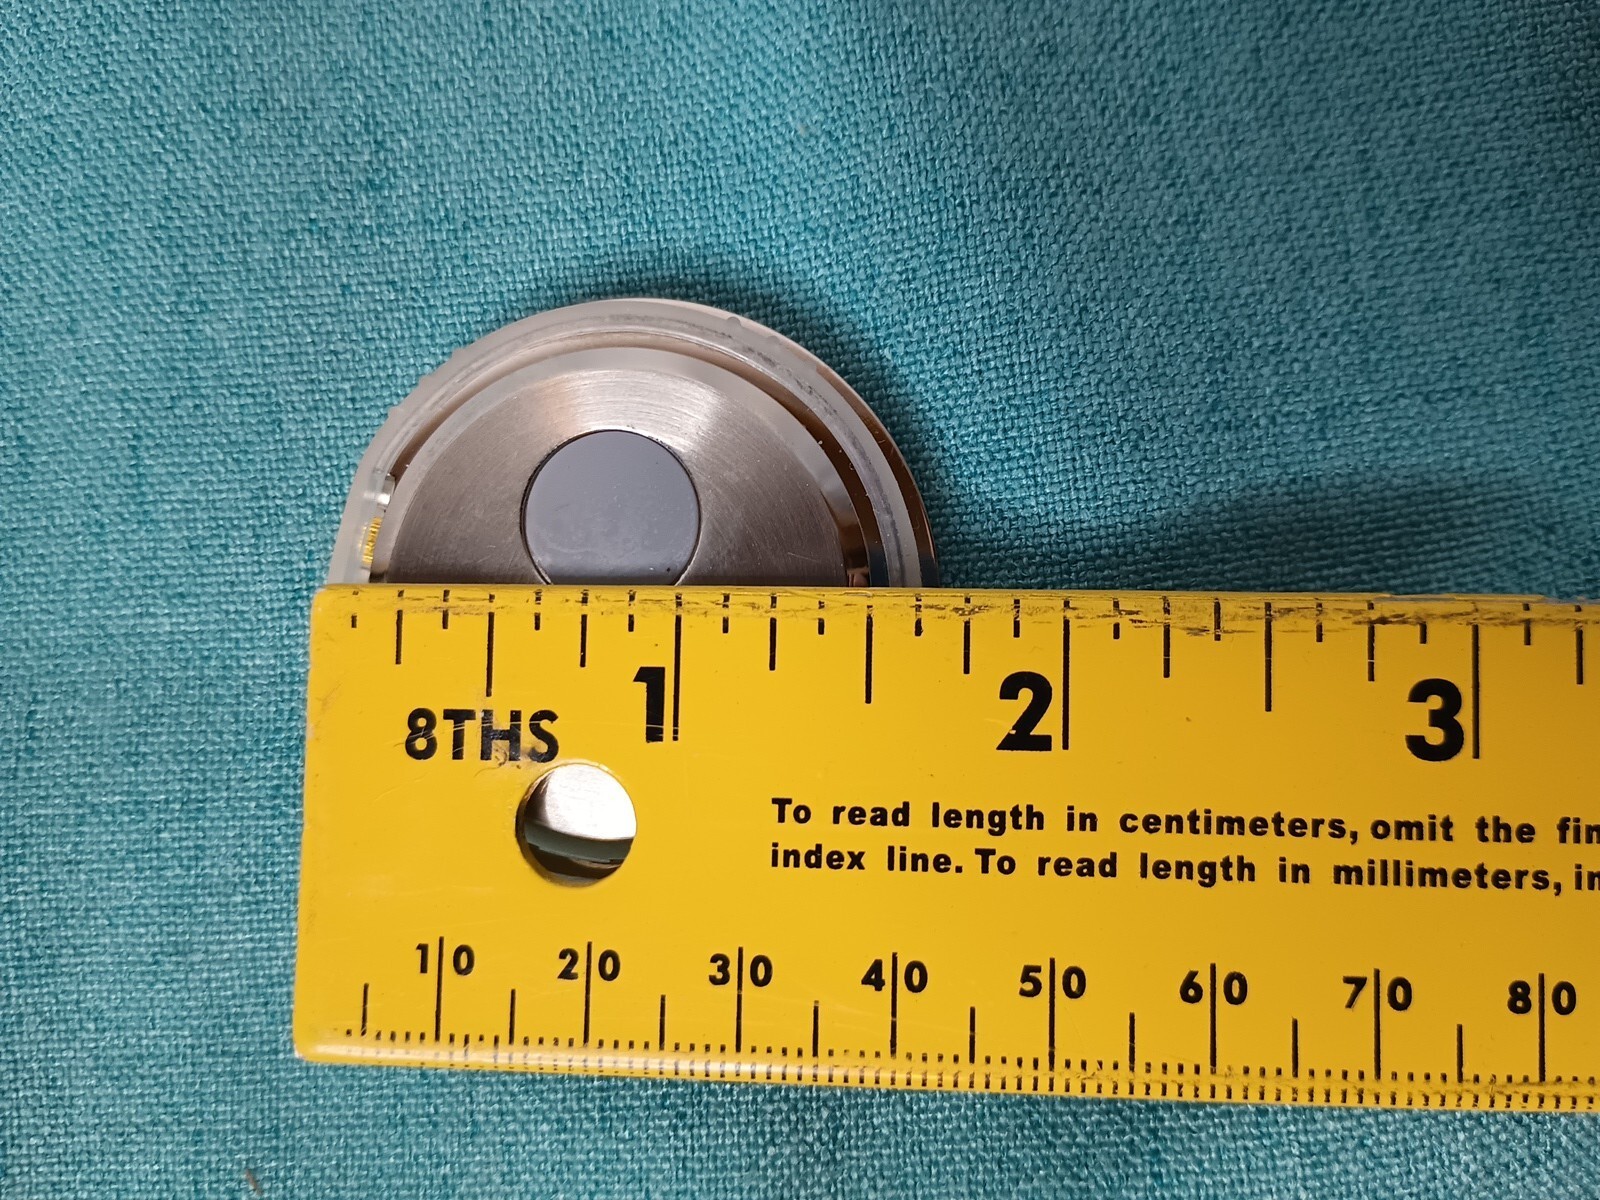 1 2 3
8THS
To read length in centimeters, omit the
index line. To read length in millimeters,
10 20 30 40 50 60 70 80